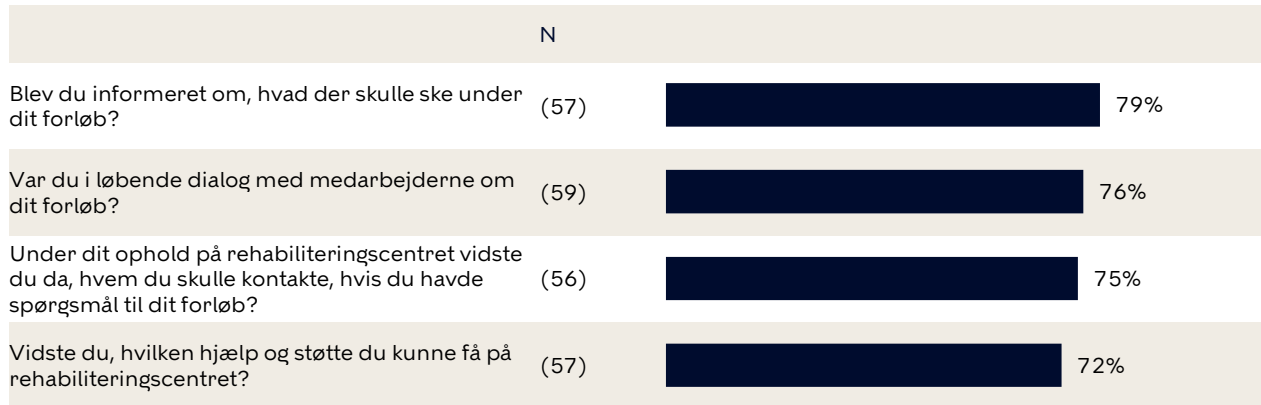 N
Blev du informeret om, hvad der skulle ske under
dit forløb?
(57)
79%
Var du i løbende dialog med medarbejderne om
dit forløb?
(59)
76%
Under dit ophold på rehabiliteringscentret vidste
du da, hvem du skulle kontakte, hvis du havde
spørgsmål til dit forløb?
(56)
75%
Vidste du, hvilken hjælp og støtte du kunne få på
rehabiliteringscentret?
(57)
72%